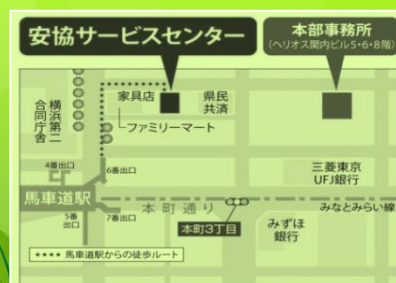 安協サービスセンター
本部事務所
(ヘリオス関内ビル5・6・8階)
家具店
県民
共済
ファミリーマート
横浜第二
合同庁舎
4番出口
6番出口
三菱東京
UFJ銀行
馬車道駅
本町通り
みなとみらい線
5番
出口
7番出口
本町3丁目
みずほ
銀行
馬車道駅からの徒歩ルート